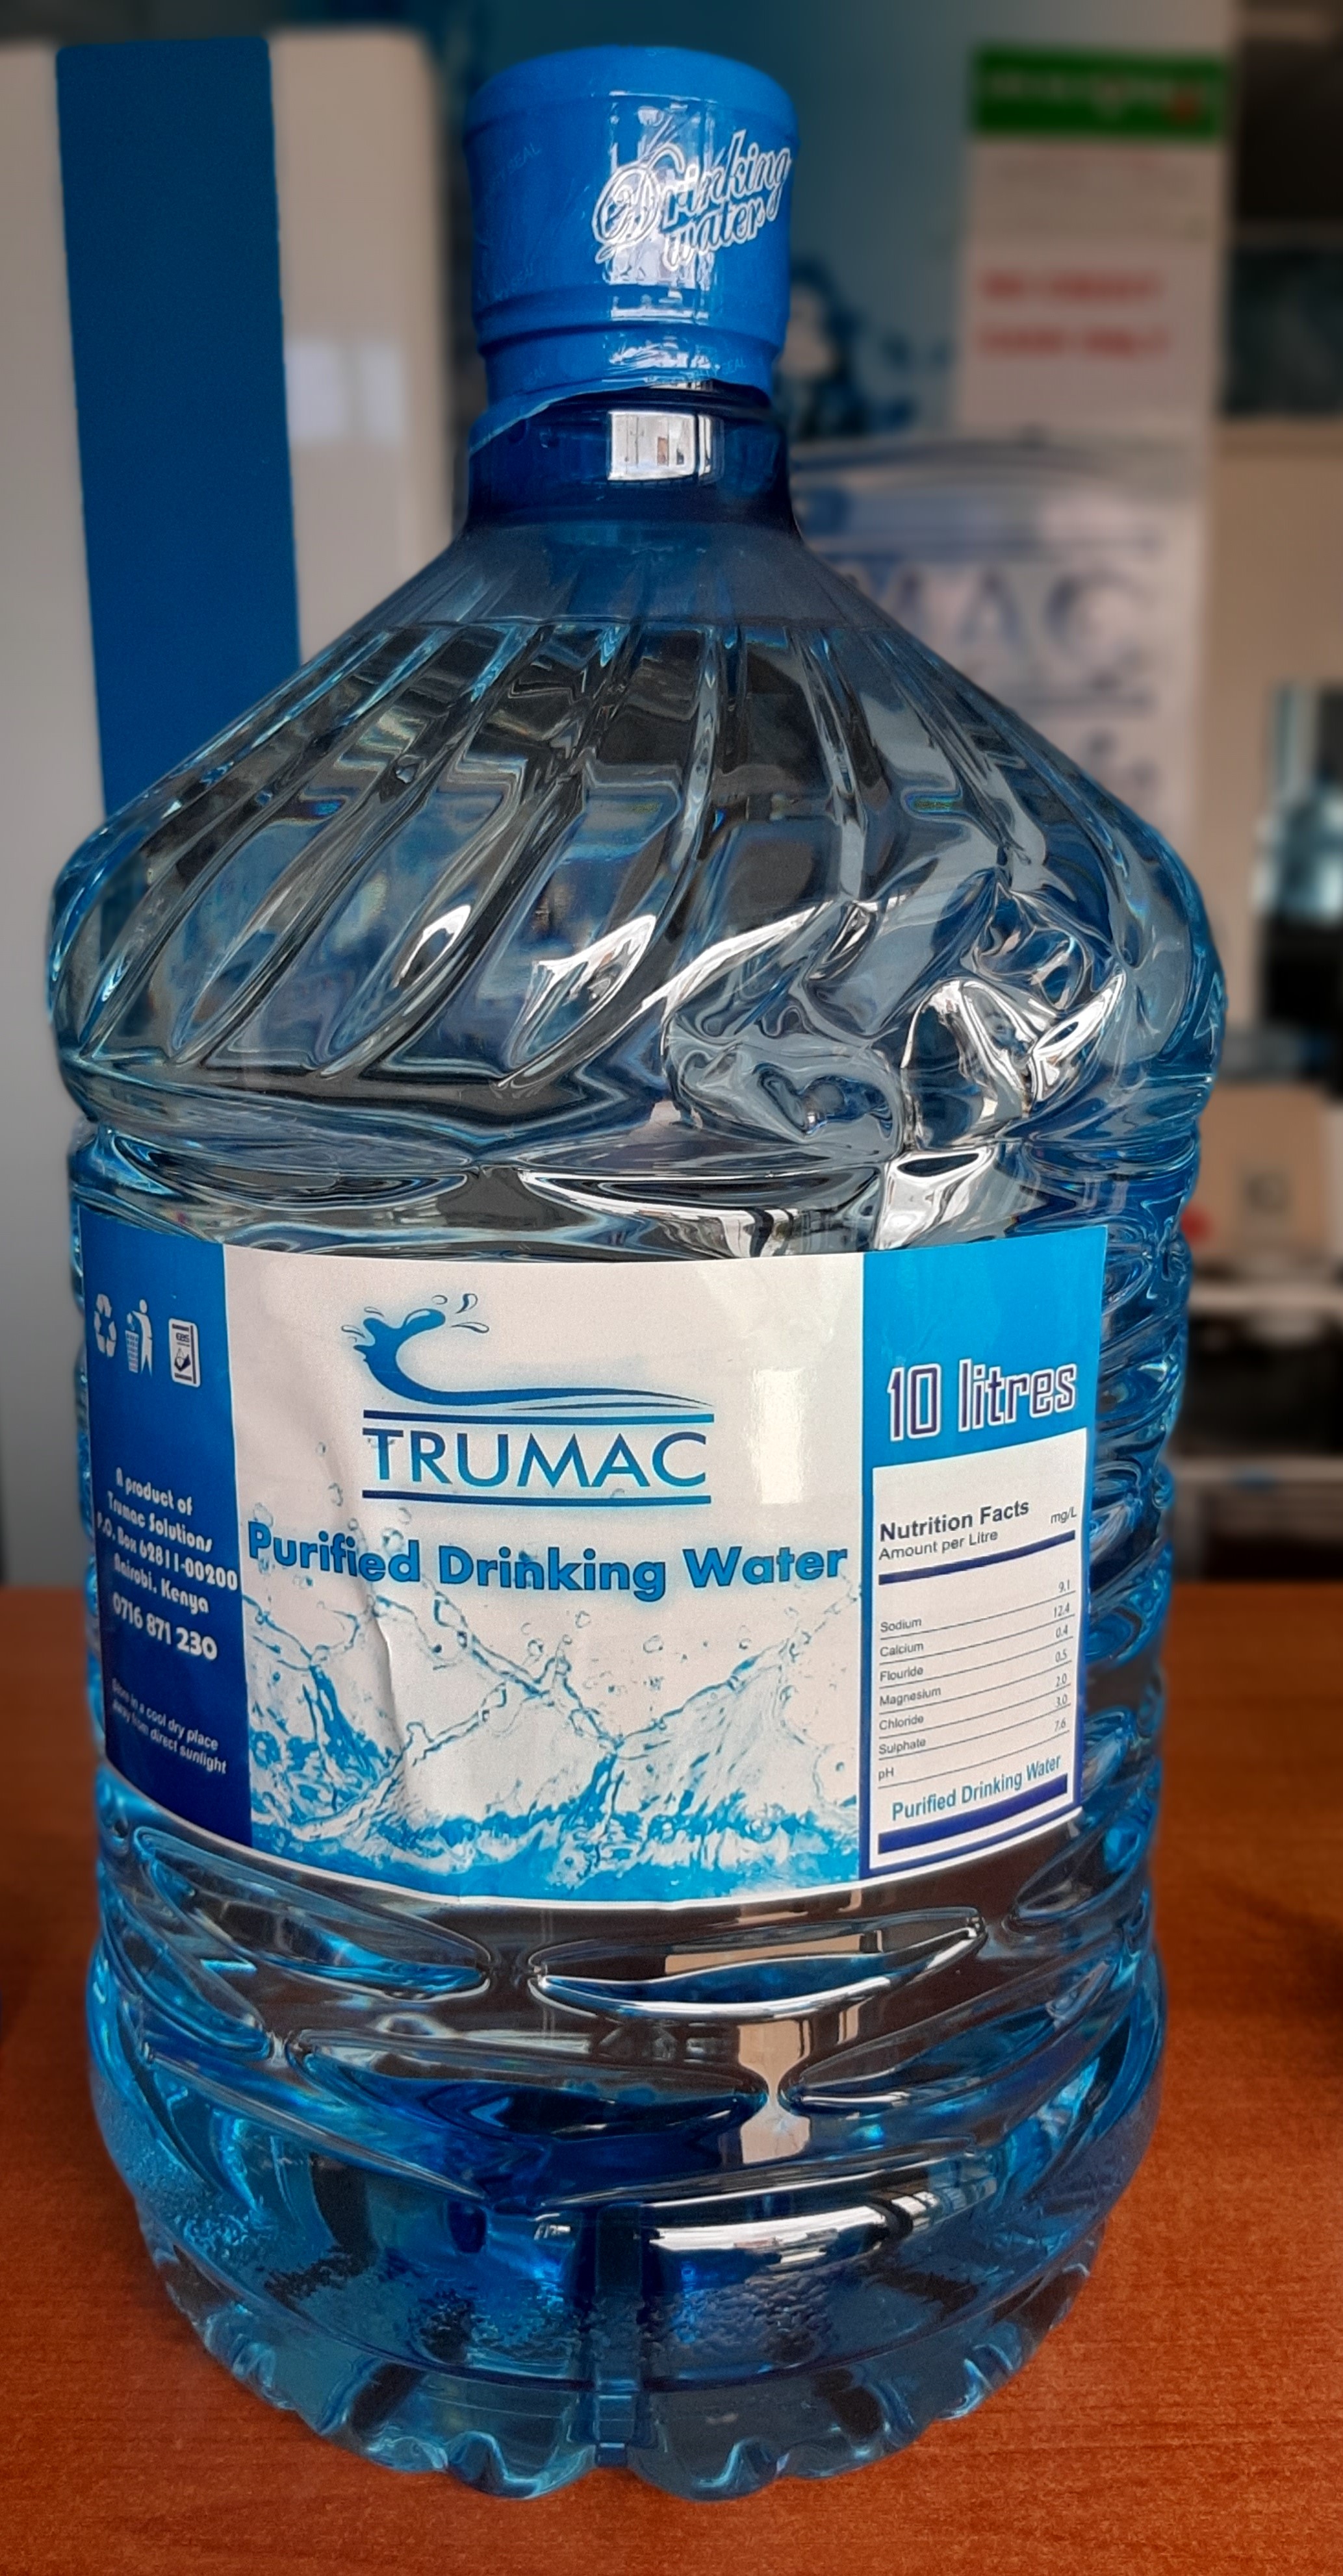 Drinking
water
KEBS
A product of
Trumac Solutions
P.O. Box 62811-00200
Nairobi, Kenya
0716 871 230
Store in a cool dry place
away from direct sunlight
TRUMAC
Purified Drinking Water
10 litres
Nutrition Facts mg/L
Amount per Litre
Sodium 9.1
Calcium 12.4
Flouride 0.4
Magnesium 0.5
Chloride 2.0
Sulphate 3.0
pH 7.6
Purified Drinking Water